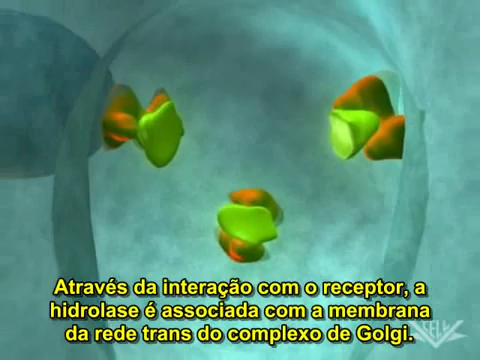 Através da interação com o receptor, a
hidrolase é associada com a membrana
da rede trans do complexo de Golgi.